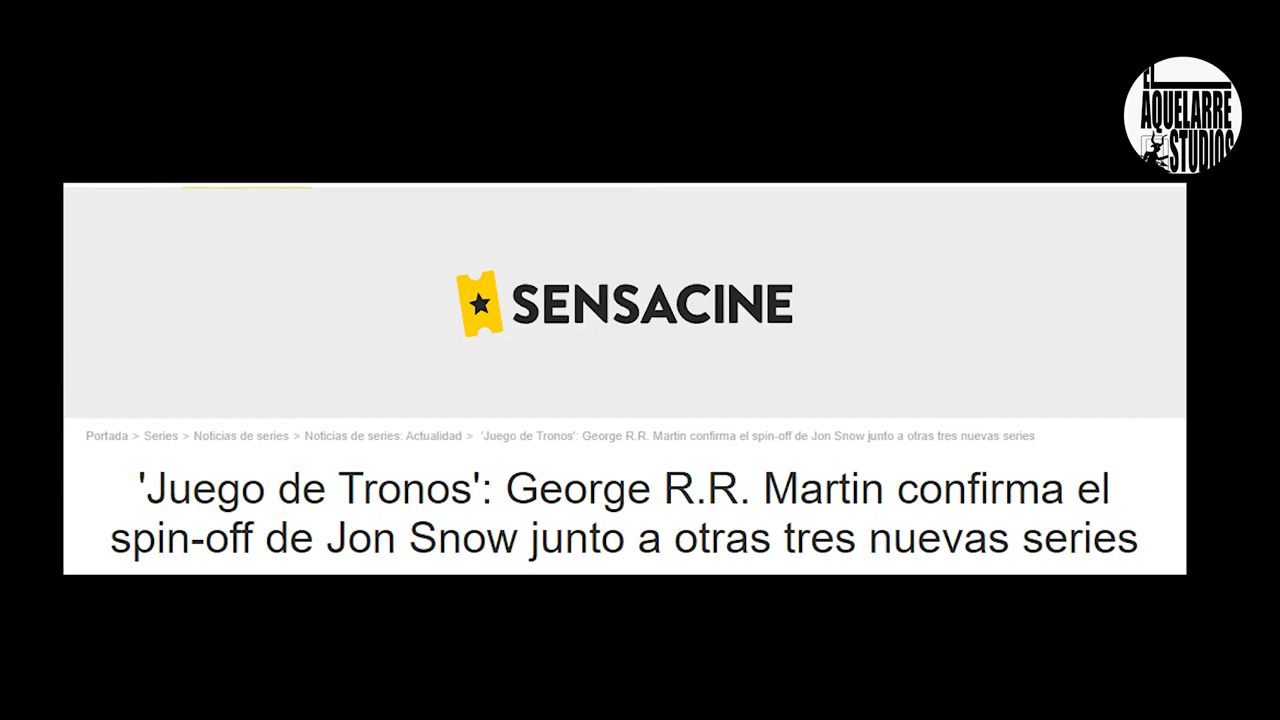 EL
AQUELARRE
STUDIOS
SENSACINE
Portada > Series > Noticias de series > Noticias de series: Actualidad > 'Juego de Tronos': George R.R. Martin confirma el spin-off de Jon Snow junto a otras tres nuevas series
'Juego de Tronos': George R.R. Martin confirma el
spin-off de Jon Snow junto a otras tres nuevas series